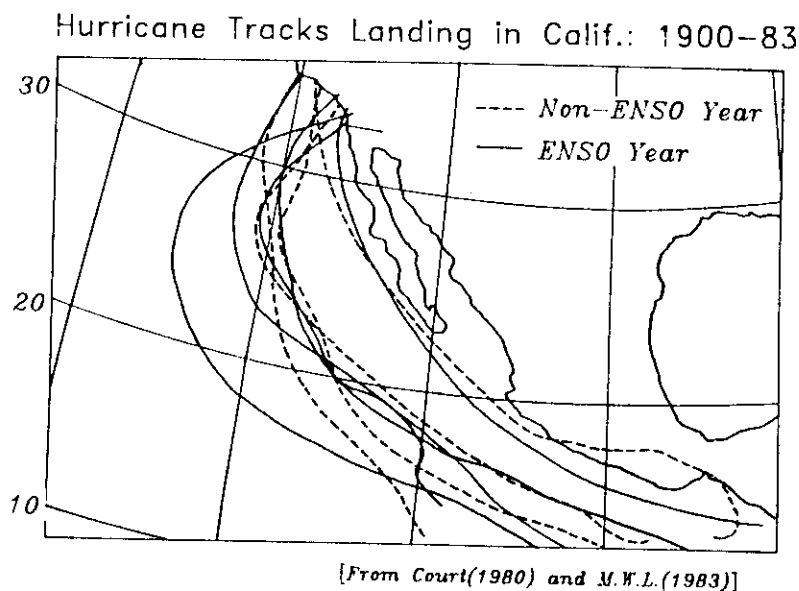 Hurricane Tracks Landing in Calif.: 1900-83
30
Non-ENSO Year
ENSO Year
20
10
[From Court(1980) and M.W.L.(1983)]